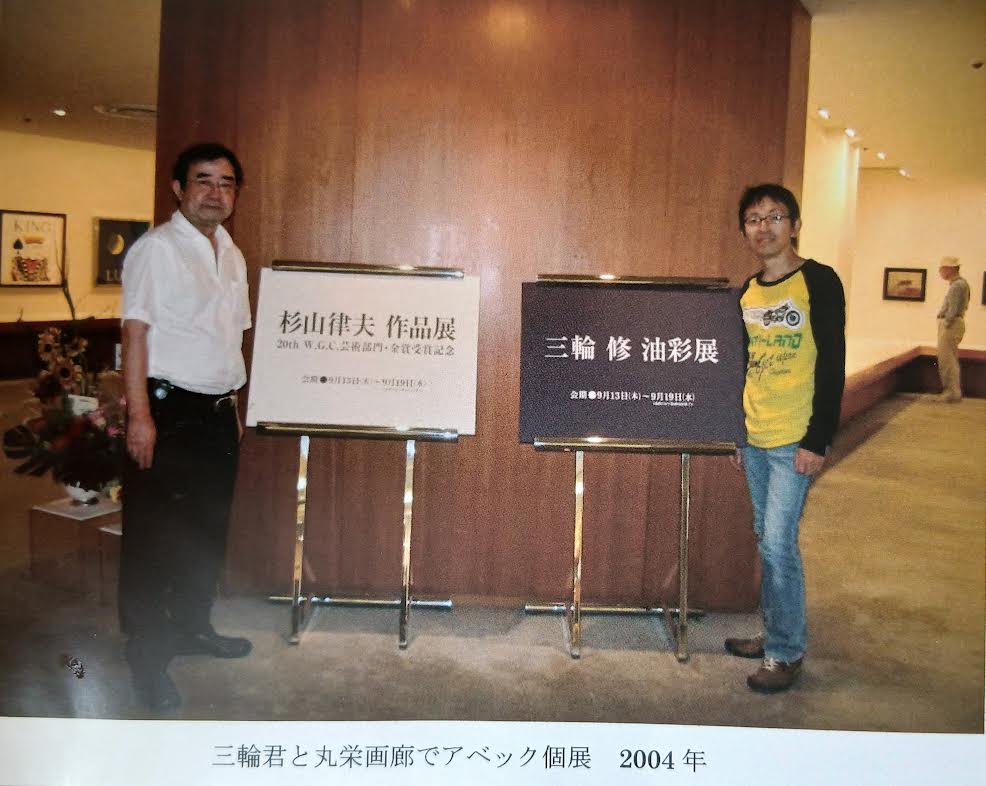 KING
杉山律夫 作品展
20th W.G.C.芸術部門・金賞受賞記念
会期●9月13日(木)～9月19日(水)
三輪 修 油彩展
会期●9月13日(木)～9月19日(水)
三輪君と丸栄画廊でアベック個展　2004年